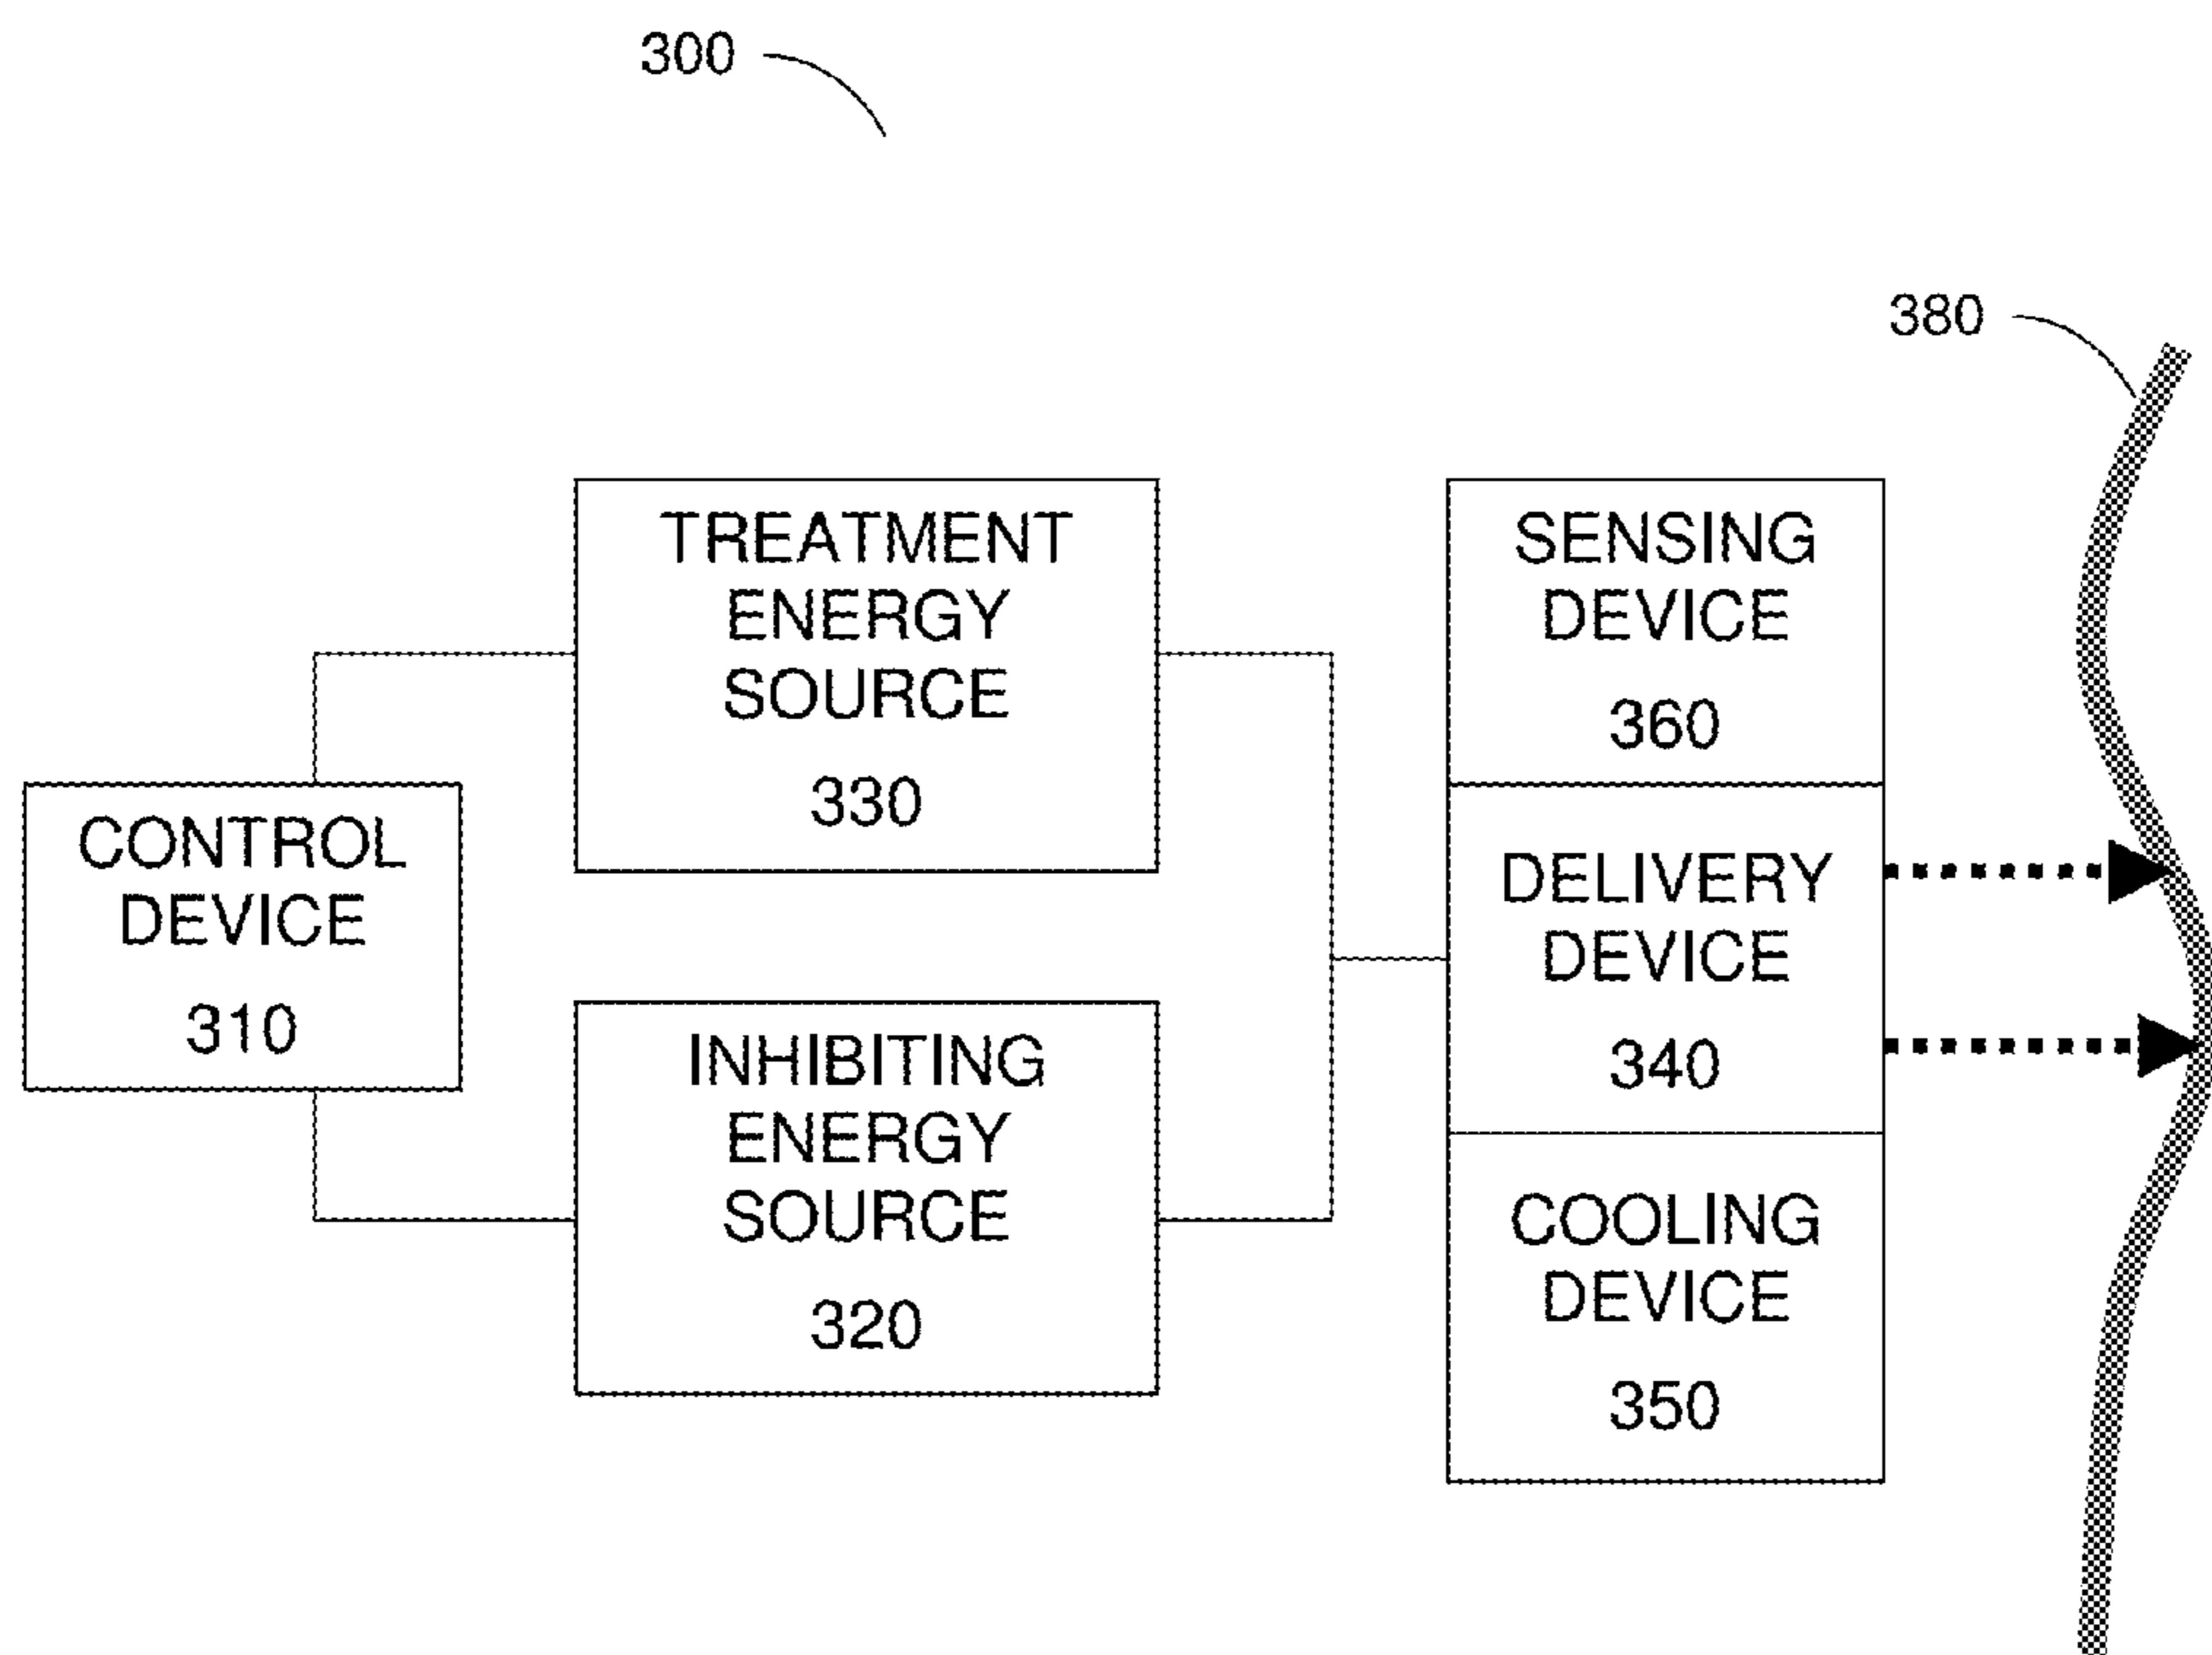 300
380
TREATMENT
ENERGY
SOURCE
330
SENSING
DEVICE
360
CONTROL
DEVICE
310
DELIVERY
DEVICE
340
INHIBITING
ENERGY
SOURCE
320
COOLING
DEVICE
350